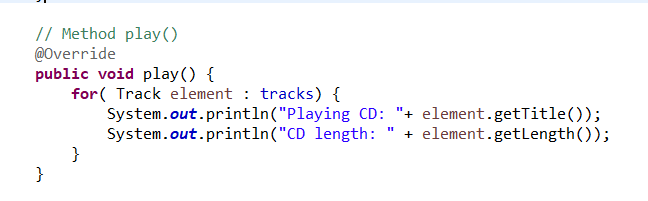 // Method play()
@Override
public void play() {
for( Track element : tracks) {
System.out.println("Playing CD: "+ element.getTitle());
System.out.println("CD length: " + element.getLength());
}
}